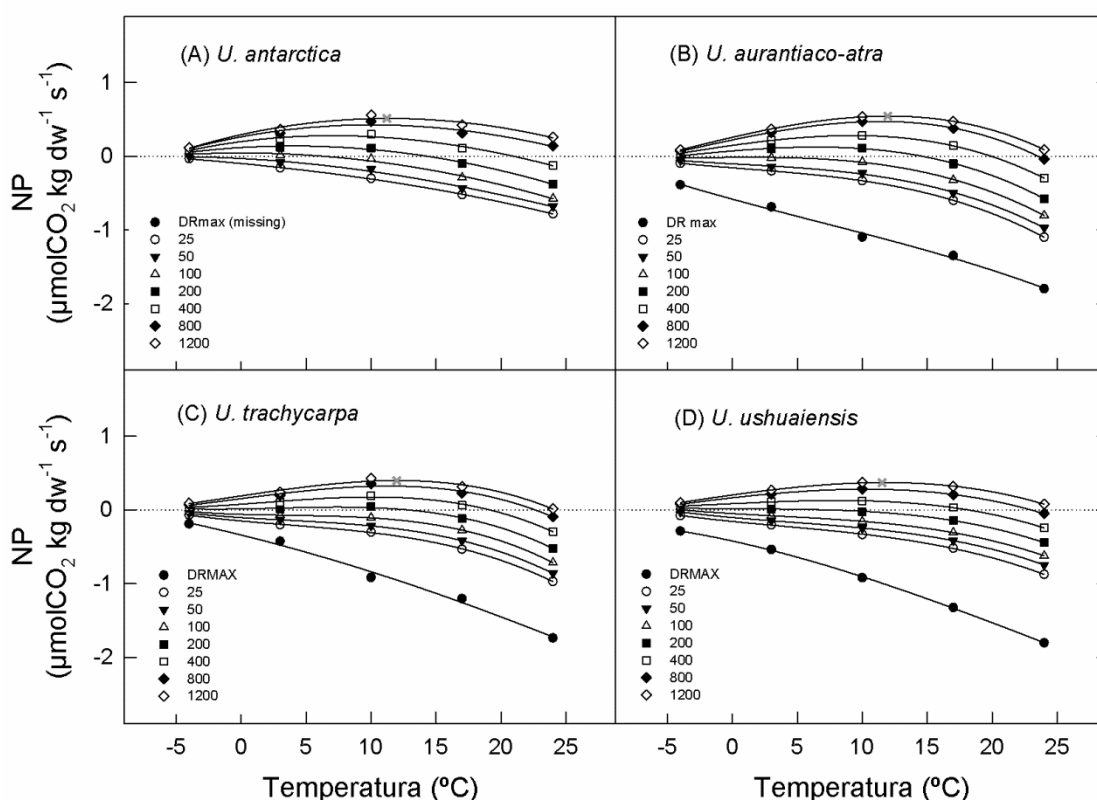 (A) U. antarctica
(B) U. aurantiaco-atra
1
0
-1
-2
NP
(µmolCO2 kg dw-1 s-1)
DRmax (missing)
25
50
100
200
400
800
1200
DR max
25
50
100
200
400
800
1200
(C) U. trachycarpa
(D) U. ushuaiensis
1
0
-1
-2
NP
(µmolCO2 kg dw-1 s-1)
DRMAX
25
50
100
200
400
800
1200
DRMAX
25
50
100
200
400
800
1200
-5 0 5 10 15 20 25
-5 0 5 10 15 20 25
Temperatura (ºC)
Temperatura (ºC)